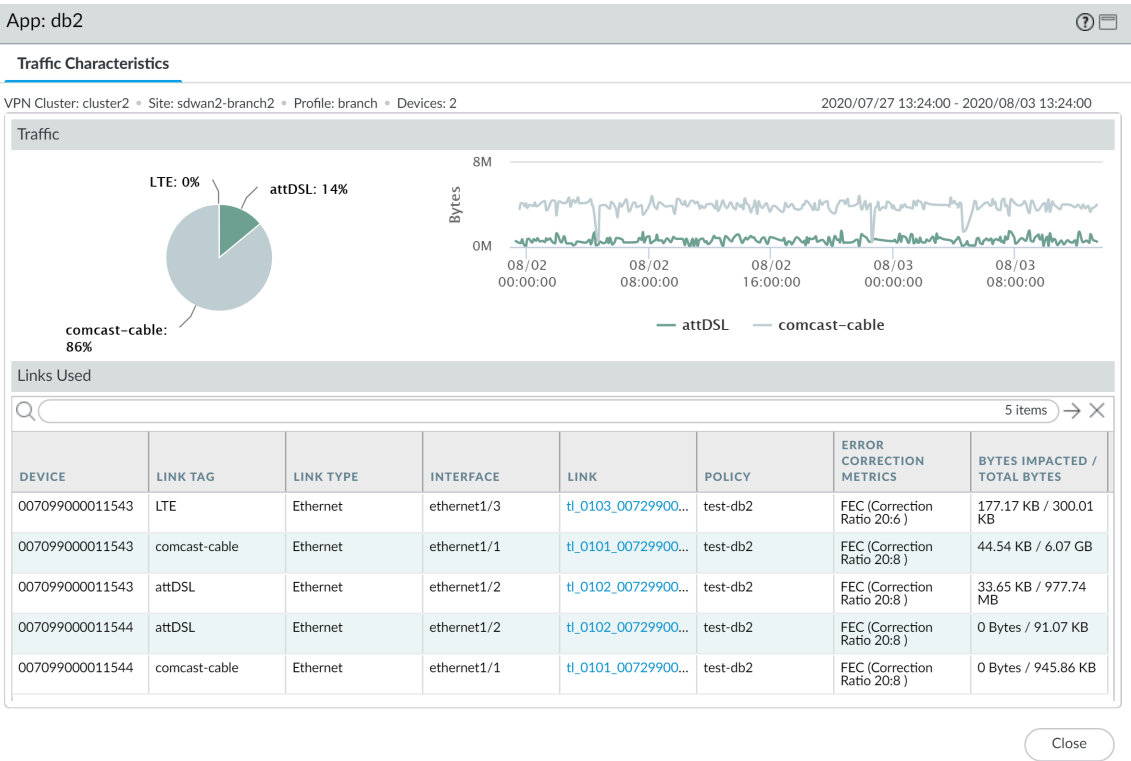 App: db2
Traffic Characteristics
VPN Cluster: cluster2 • Site: sdwan2-branch2 • Profile: branch • Devices: 2
2020/07/27 13:24:00 - 2020/08/03 13:24:00
Traffic
LTE: 0%
attDSL: 14%
comcast-cable:
86%
8M
Bytes
0M
08/02 08/02 08/02 08/03 08/03
00:00:00 08:00:00 16:00:00 00:00:00 08:00:00
attDSL comcast-cable
Links Used
5 items
DEVICE LINK TAG LINK TYPE INTERFACE LINK POLICY ERROR CORRECTION METRICS BYTES IMPACTED / TOTAL BYTES
007099000011543 LTE Ethernet ethernet1/3 tl_0103_00729900... test-db2 FEC (Correction Ratio 20:6 ) 177.17 KB / 300.01 KB
007099000011543 comcast-cable Ethernet ethernet1/1 tl_0101_00729900... test-db2 FEC (Correction Ratio 20:8 ) 44.54 KB / 6.07 GB
007099000011543 attDSL Ethernet ethernet1/2 tl_0102_00729900... test-db2 FEC (Correction Ratio 20:8 ) 33.65 KB / 977.74 MB
007099000011544 attDSL Ethernet ethernet1/2 tl_0102_00729900... test-db2 FEC (Correction Ratio 20:8 ) 0 Bytes / 91.07 KB
007099000011544 comcast-cable Ethernet ethernet1/1 tl_0101_00729900... test-db2 FEC (Correction Ratio 20:8 ) 0 Bytes / 945.86 KB
Close